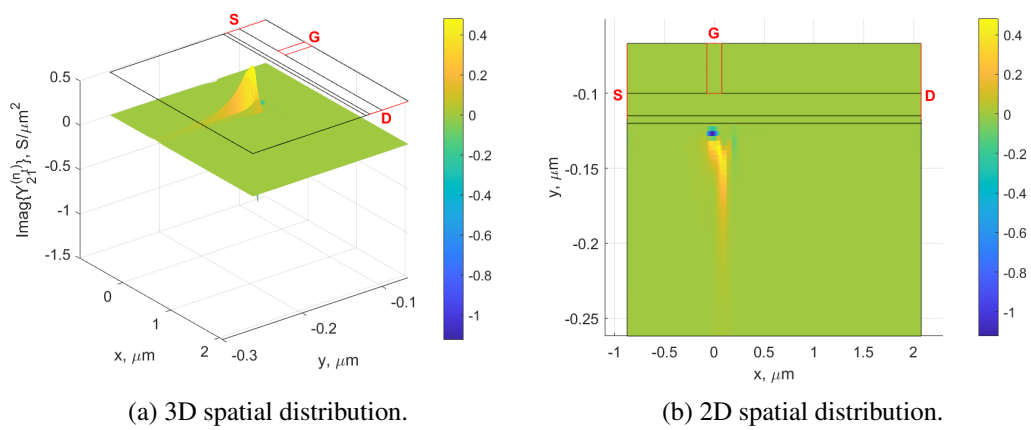 S
G
D
0.5
0
-0.5
-1
-1.5
Imag{Y21^(n)}, S/μm²
0
1
2
x, μm
-0.3
-0.2
-0.1
y, μm
0.4
0.2
0
-0.2
-0.4
-0.6
-0.8
-1
(a) 3D spatial distribution.
G
S
D
-0.1
-0.15
-0.2
-0.25
y, μm
-1
-0.5
0
0.5
1
1.5
2
x, μm
0.4
0.2
0
-0.2
-0.4
-0.6
-0.8
-1
(b) 2D spatial distribution.